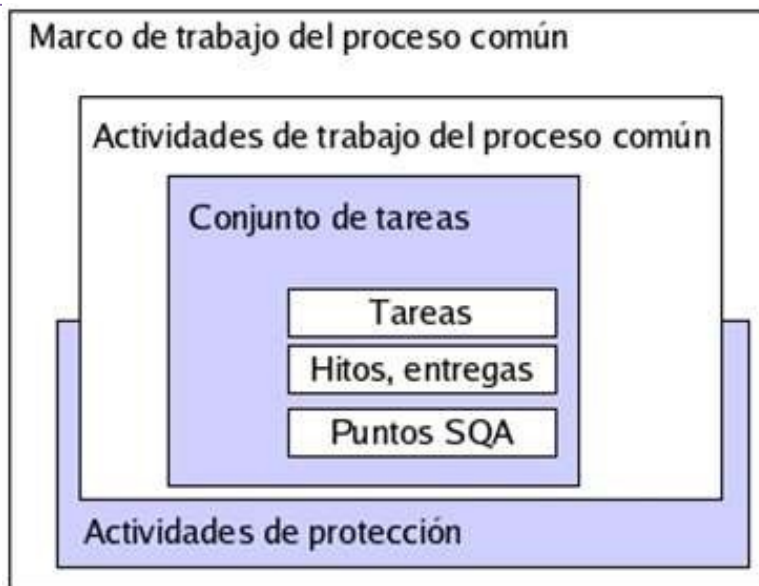 Marco de trabajo del proceso común
Actividades de trabajo del proceso común
Conjunto de tareas
Tareas
Hitos, entregas
Puntos SQA
Actividades de protección